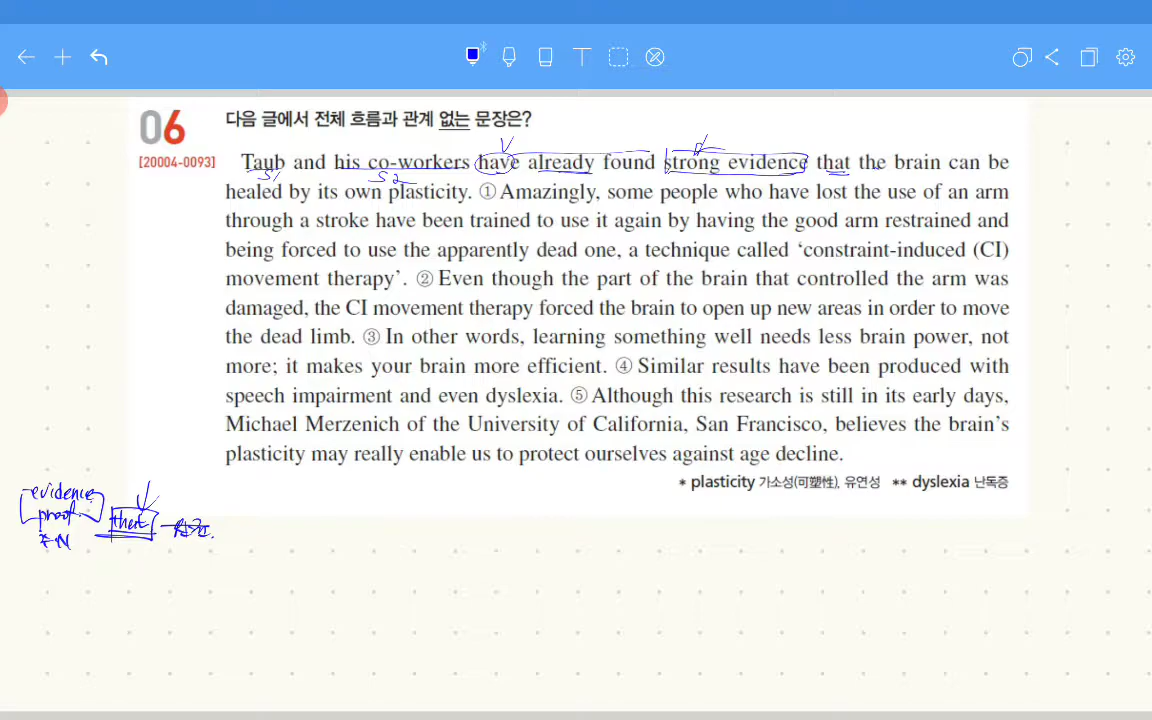 06 다음 글에서 전체 흐름과 관계 없는 문장은?
[20004-0093] Taub and his co-workers have already found strong evidence that the brain can be
S1 S2 V
healed by its own plasticity. ① Amazingly, some people who have lost the use of an arm
through a stroke have been trained to use it again by having the good arm restrained and
being forced to use the apparently dead one, a technique called ‘constraint-induced (CI)
movement therapy’. ② Even though the part of the brain that controlled the arm was
damaged, the CI movement therapy forced the brain to open up new areas in order to move
the dead limb. ③ In other words, learning something well needs less brain power, not
more; it makes your brain more efficient. ④ Similar results have been produced with
speech impairment and even dyslexia. ⑤ Although this research is still in its early days,
Michael Merzenich of the University of California, San Francisco, believes the brain’s
plasticity may really enable us to protect ourselves against age decline.
* plasticity 가소성(可塑性), 유연성 ** dyslexia 난독증
evidence
proof that